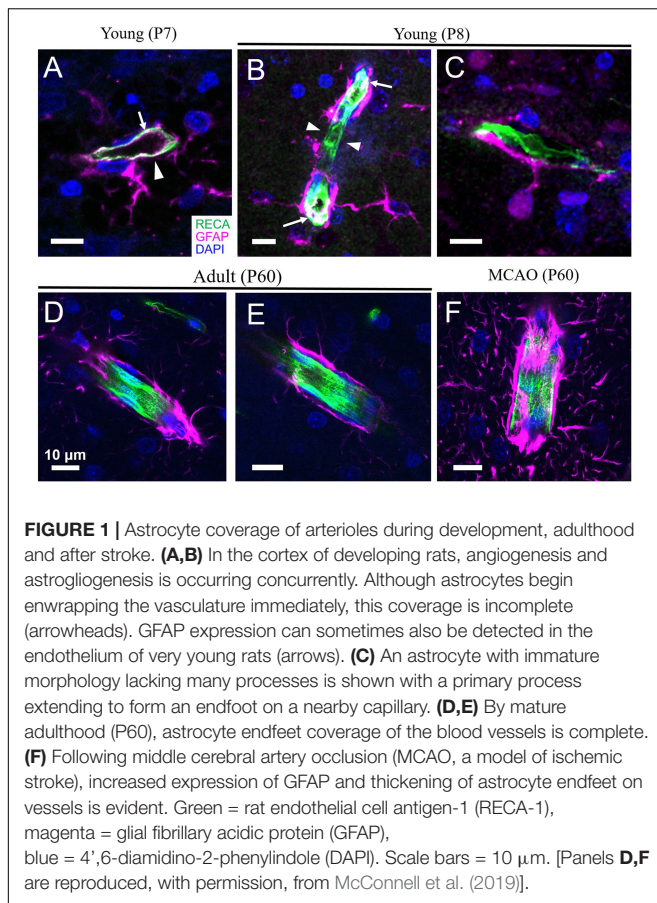 Young (P7)
Young (P8)
A
B
C
RECA
GFAP
DAPI
Adult (P60)
MCAO (P60)
D
E
F
10 µm
FIGURE 1 | Astrocyte coverage of arterioles during development, adulthood
and after stroke. (A,B) In the cortex of developing rats, angiogenesis and
astrogliogenesis is occurring concurrently. Although astrocytes begin
enwrapping the vasculature immediately, this coverage is incomplete
(arrowheads). GFAP expression can sometimes also be detected in the
endothelium of very young rats (arrows). (C) An astrocyte with immature
morphology lacking many processes is shown with a primary process
extending to form an endfoot on a nearby capillary. (D,E) By mature
adulthood (P60), astrocyte endfeet coverage of the blood vessels is complete.
(F) Following middle cerebral artery occlusion (MCAO, a model of ischemic
stroke), increased expression of GFAP and thickening of astrocyte endfeet on
vessels is evident. Green = rat endothelial cell antigen-1 (RECA-1),
magenta = glial fibrillary acidic protein (GFAP),
blue = 4’,6-diamidino-2-phenylindole (DAPI). Scale bars = 10 µm. [Panels D,F
are reproduced, with permission, from McConnell et al. (2019)].